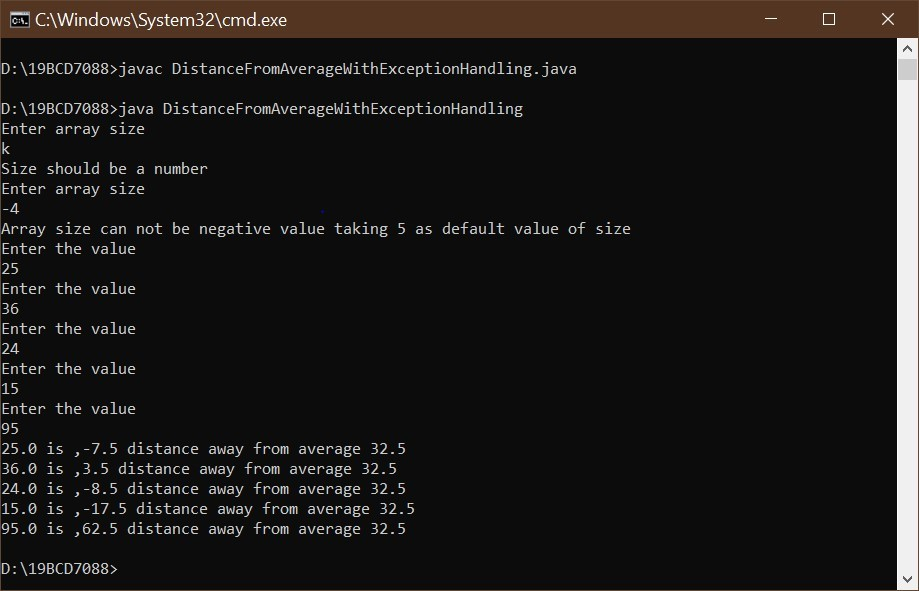 C:\Windows\System32\cmd.exe
D:\19BCD7088>javac DistanceFromAverageWithExceptionHandling.java
D:\19BCD7088>java DistanceFromAverageWithExceptionHandling
Enter array size
k
Size should be a number
Enter array size
-4
Array size can not be negative value taking 5 as default value of size
Enter the value
25
Enter the value
36
Enter the value
24
Enter the value
15
Enter the value
95
25.0 is ,-7.5 distance away from average 32.5
36.0 is ,3.5 distance away from average 32.5
24.0 is ,-8.5 distance away from average 32.5
15.0 is ,-17.5 distance away from average 32.5
95.0 is ,62.5 distance away from average 32.5
D:\19BCD7088>